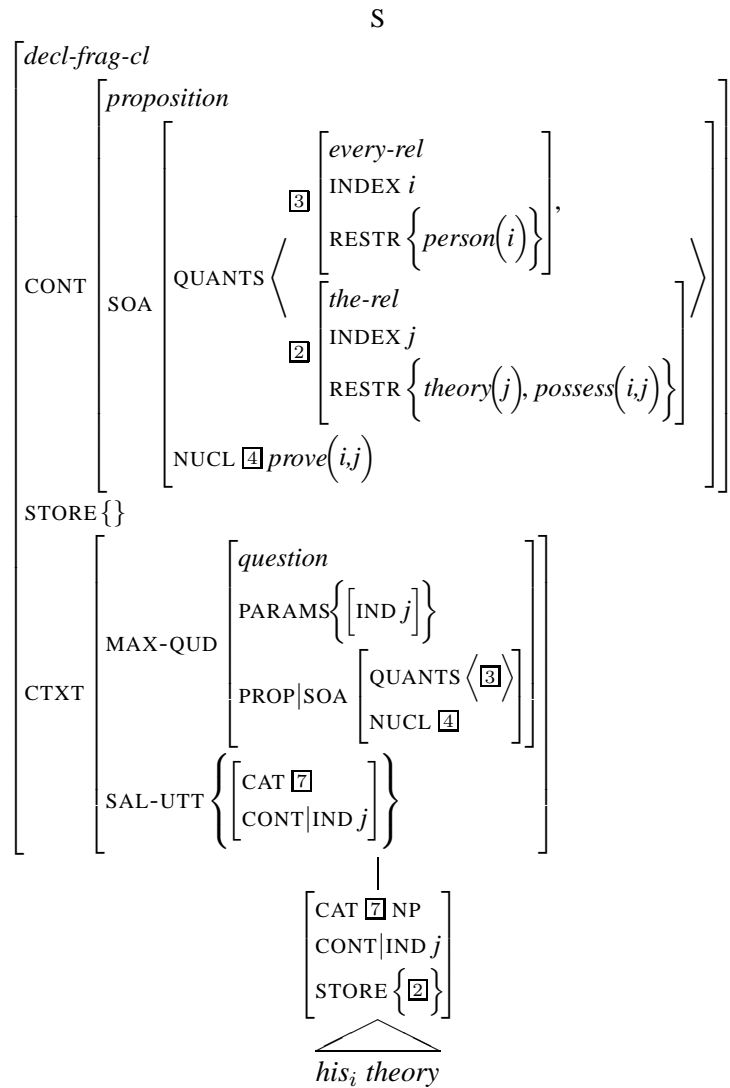 S
decl-frag-cl
proposition
every-rel
3 INDEX i
RESTR {person(i)},
CONT SOA QUANTS ⟨ ⟩
the-rel
2 INDEX j
RESTR {theory(j), possess(i,j)}
NUCL 4 prove(i,j)
STORE {}
question
PARAMS{[IND j]}
MAX-QUD
PROP|SOA QUANTS ⟨3⟩
NUCL 4
CTXT
SAL-UTT {[CAT 7
CONT|IND j]}
CAT 7 NP
CONT|IND j
STORE {2}
hisᵢ theory